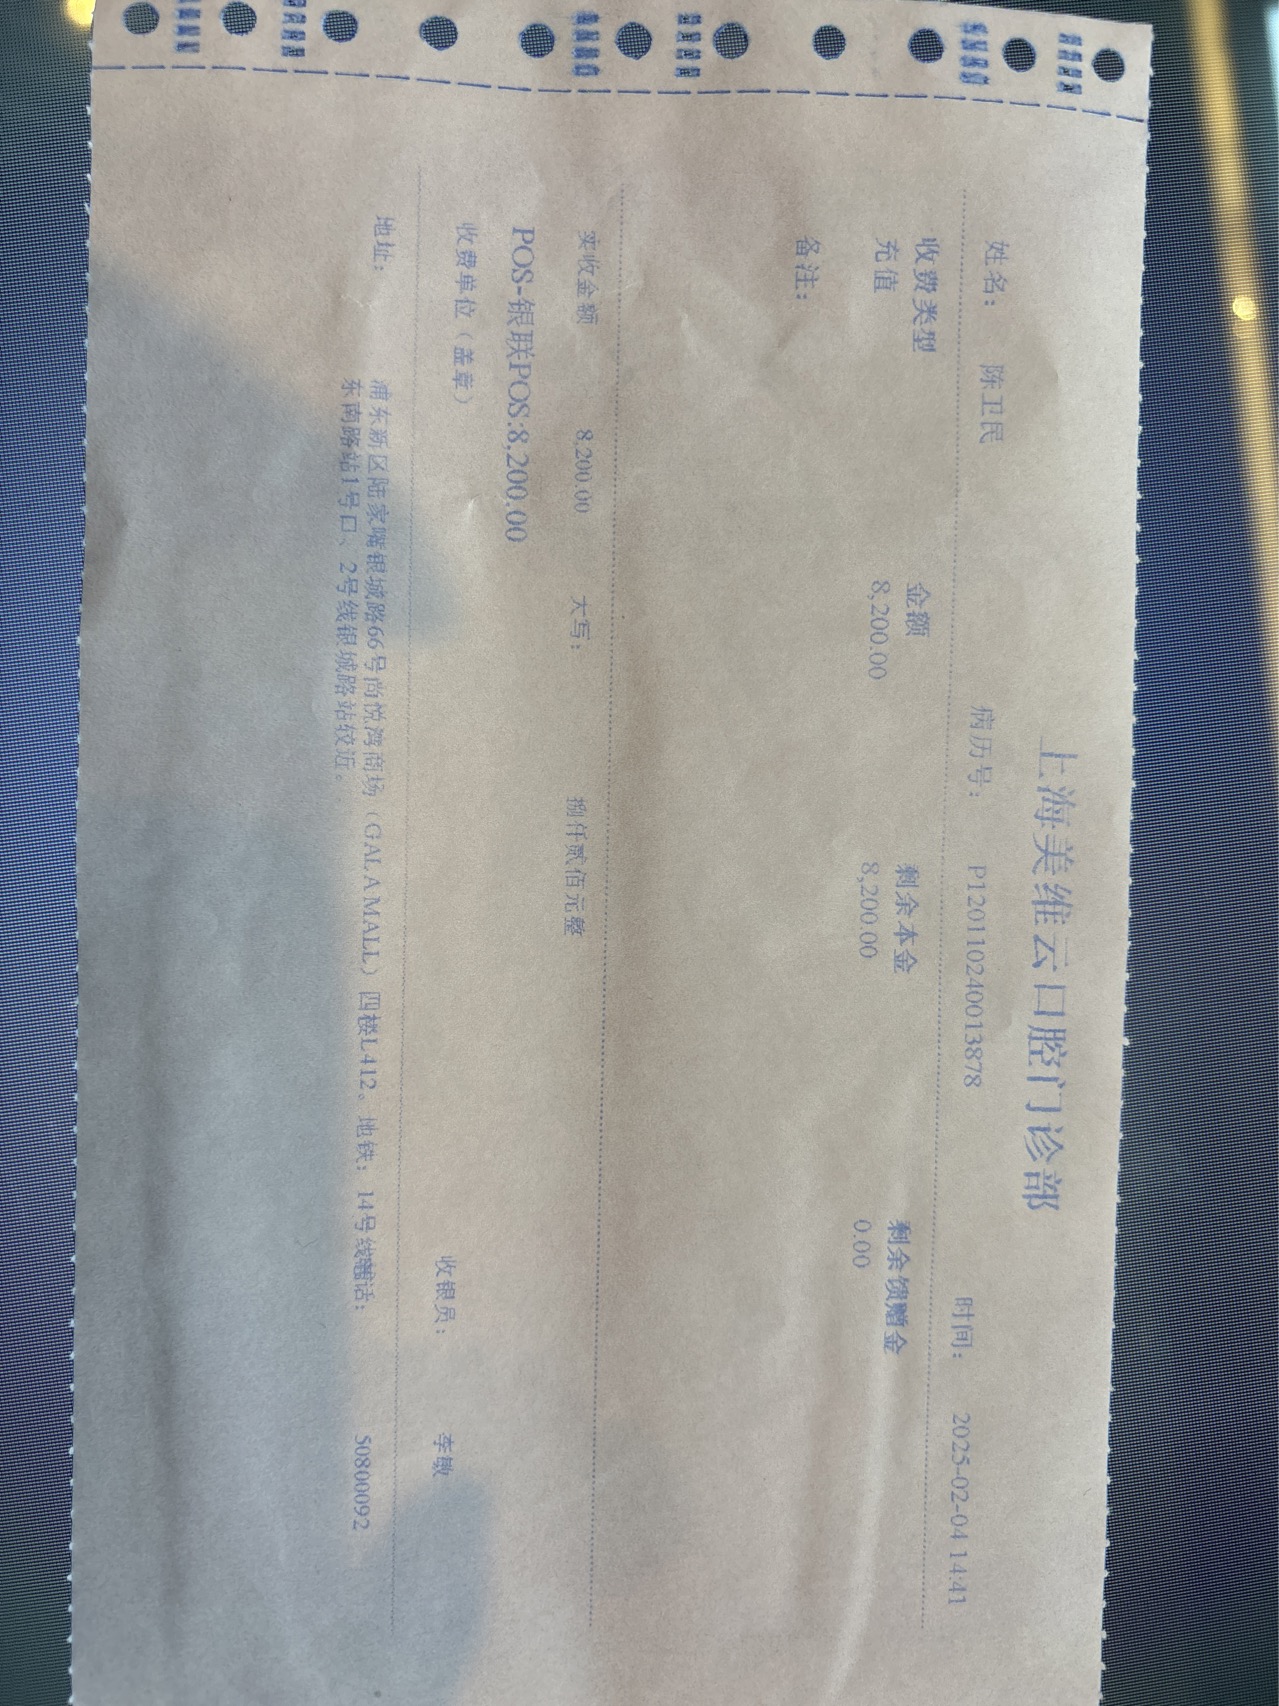 上海美维云口腔门诊部
姓名： 陈卫民 病历号： P1201102400013878 时间： 2025-02-04 14:41
收费类型 金额 剩余本金 剩余馈赠金
充值 8,200.00 8,200.00 0.00
备注：
实收金额 8,200.00 大写： 捌仟贰佰元整
POS-银联POS:8,200.00
收费单位（盖章） 收银员： 李敏
地址： 浦东新区陆家嘴银城路66号尚悦湾商场（GALAMALL）四楼L412。地铁：14号线 话： 50800092
东南路站1号口、2号线银城路站较近。